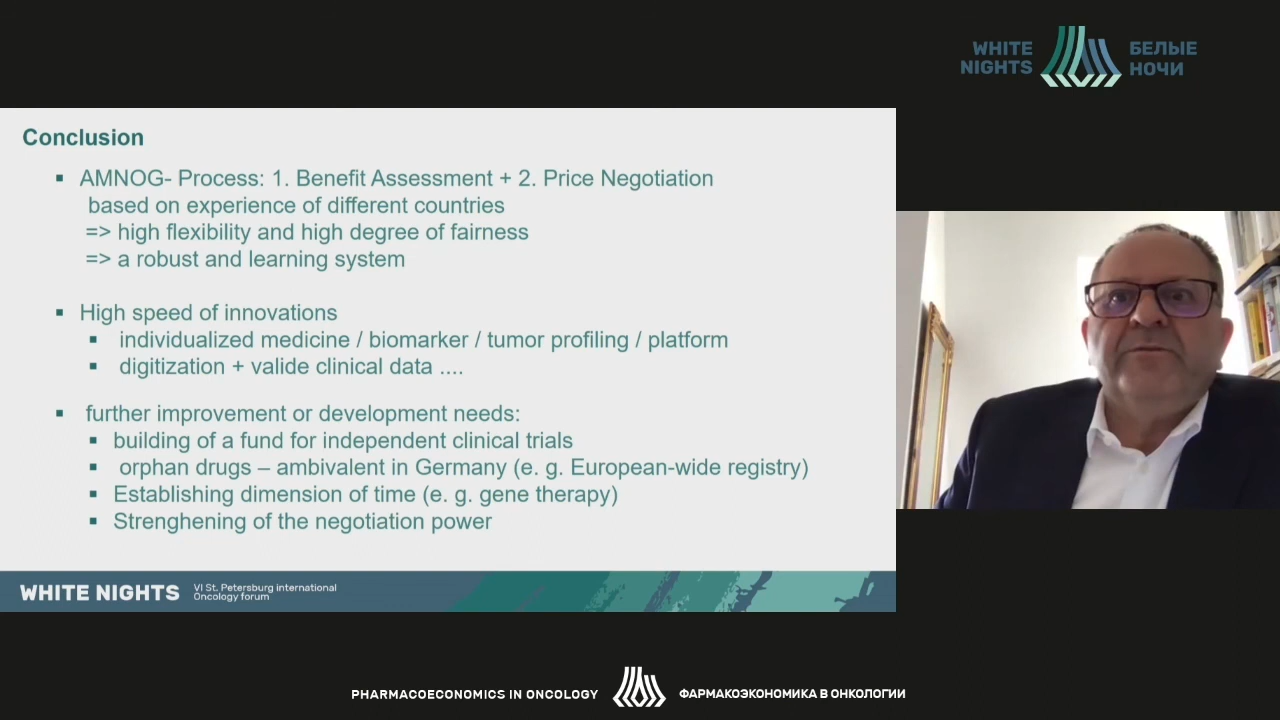 WHITE
NIGHTS
БЕЛЫЕ
НОЧИ
Conclusion
▪ AMNOG- Process: 1. Benefit Assessment + 2. Price Negotiation
based on experience of different countries
=> high flexibility and high degree of fairness
=> a robust and learning system
▪ High speed of innovations
▪ individualized medicine / biomarker / tumor profiling / platform
▪ digitization + valide clinical data ....
▪ further improvement or development needs:
▪ building of a fund for independent clinical trials
▪ orphan drugs – ambivalent in Germany (e. g. European-wide registry)
▪ Establishing dimension of time (e. g. gene therapy)
▪ Strenghening of the negotiation power
WHITE NIGHTS
VI St. Petersburg international
Oncology forum
PHARMACOECONOMICS IN ONCOLOGY
ФАРМАКОЭКОНОМИКА В ОНКОЛОГИИ